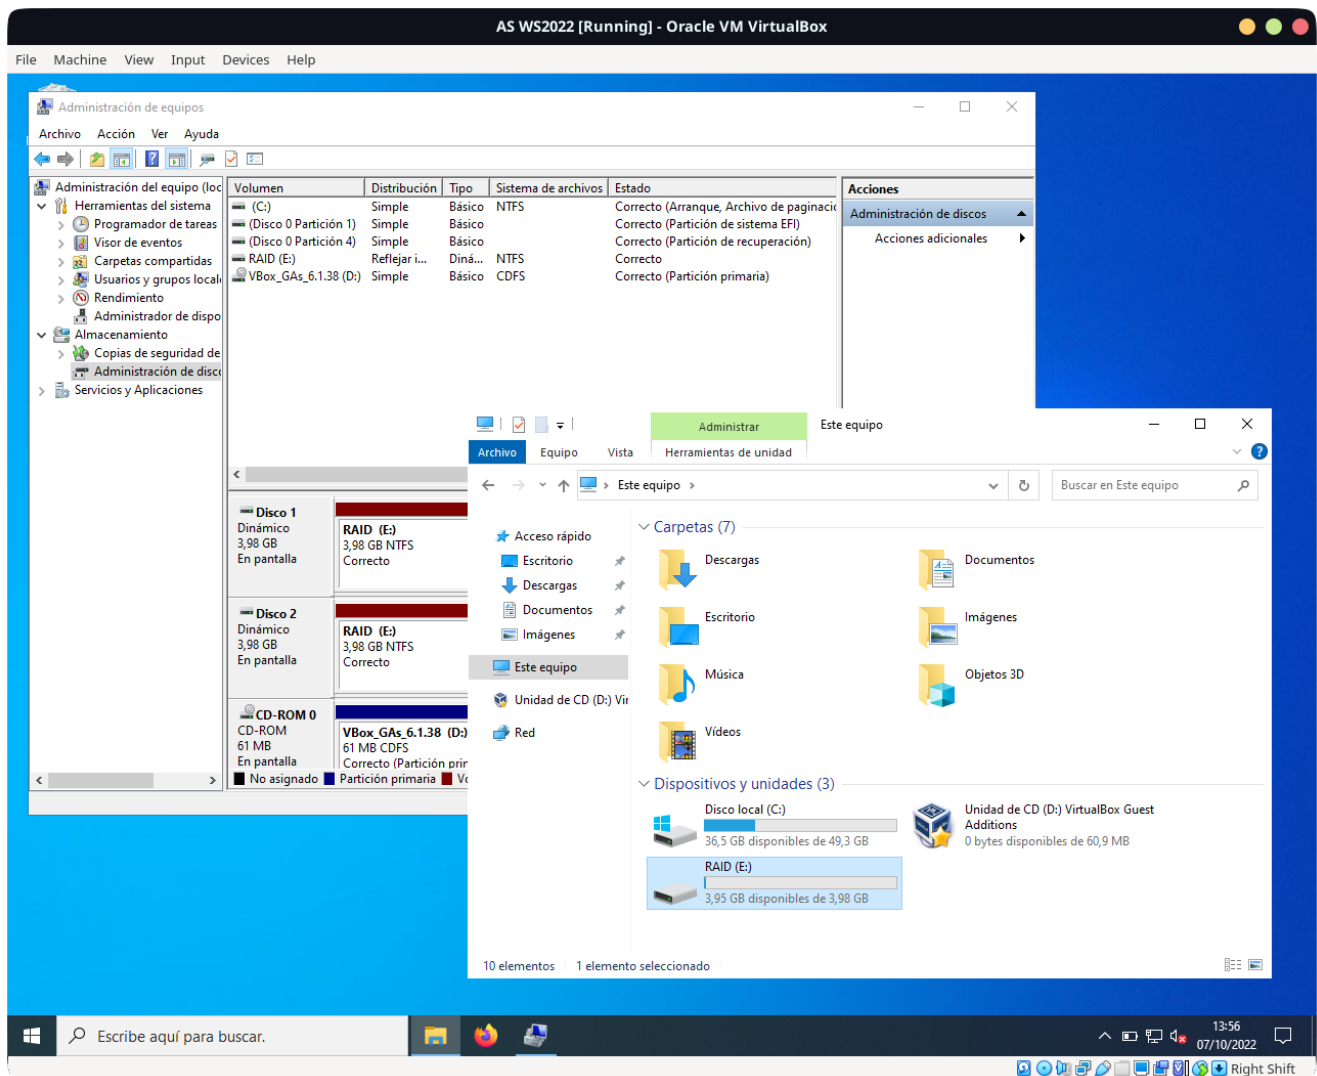 AS WS2022 [Running] - Oracle VM VirtualBox
File Machine View Input Devices Help
Administración de equipos
Archivo Acción Ver Ayuda
Administración del equipo (loc
Herramientas del sistema
Programador de tareas
Visor de eventos
Carpetas compartidas
Usuarios y grupos local
Rendimiento
Administrador de dispo
Almacenamiento
Copias de seguridad de
Administración de disc
Servicios y Aplicaciones
Volumen Distribución Tipo Sistema de archivos Estado
(C:) Simple Básico NTFS Correcto (Arranque, Archivo de paginació
(Disco 0 Partición 1) Simple Básico Correcto (Partición de sistema EFI)
(Disco 0 Partición 4) Simple Básico Correcto (Partición de recuperación)
RAID (E:) Reflejar i... Diná... NTFS Correcto
VBox_GAs_6.1.38 (D:) Simple Básico CDFS Correcto (Partición primaria)
Acciones
Administración de discos
Acciones adicionales
Disco 1
Dinámico
3,98 GB
En pantalla
RAID (E:)
3,98 GB NTFS
Correcto
Disco 2
Dinámico
3,98 GB
En pantalla
RAID (E:)
3,98 GB NTFS
Correcto
CD-ROM 0
CD-ROM
61 MB
En pantalla
VBox_GAs_6.1.38 (D:)
61 MB CDFS
Correcto (Partición prir
No asignado Partición primaria Vo
Administrar Este equipo
Archivo Equipo Vista Herramientas de unidad
Este equipo
Buscar en Este equipo
Acceso rápido
Escritorio
Descargas
Documentos
Imágenes
Este equipo
Unidad de CD (D:) Vir
Red
Carpetas (7)
Descargas
Documentos
Escritorio
Imágenes
Música
Objetos 3D
Vídeos
Dispositivos y unidades (3)
Disco local (C:)
36,5 GB disponibles de 49,3 GB
Unidad de CD (D:) VirtualBox Guest
Additions
0 bytes disponibles de 60,9 MB
RAID (E:)
3,95 GB disponibles de 3,98 GB
10 elementos 1 elemento seleccionado
Escribe aquí para buscar.
13:56
07/10/2022
Right Shift